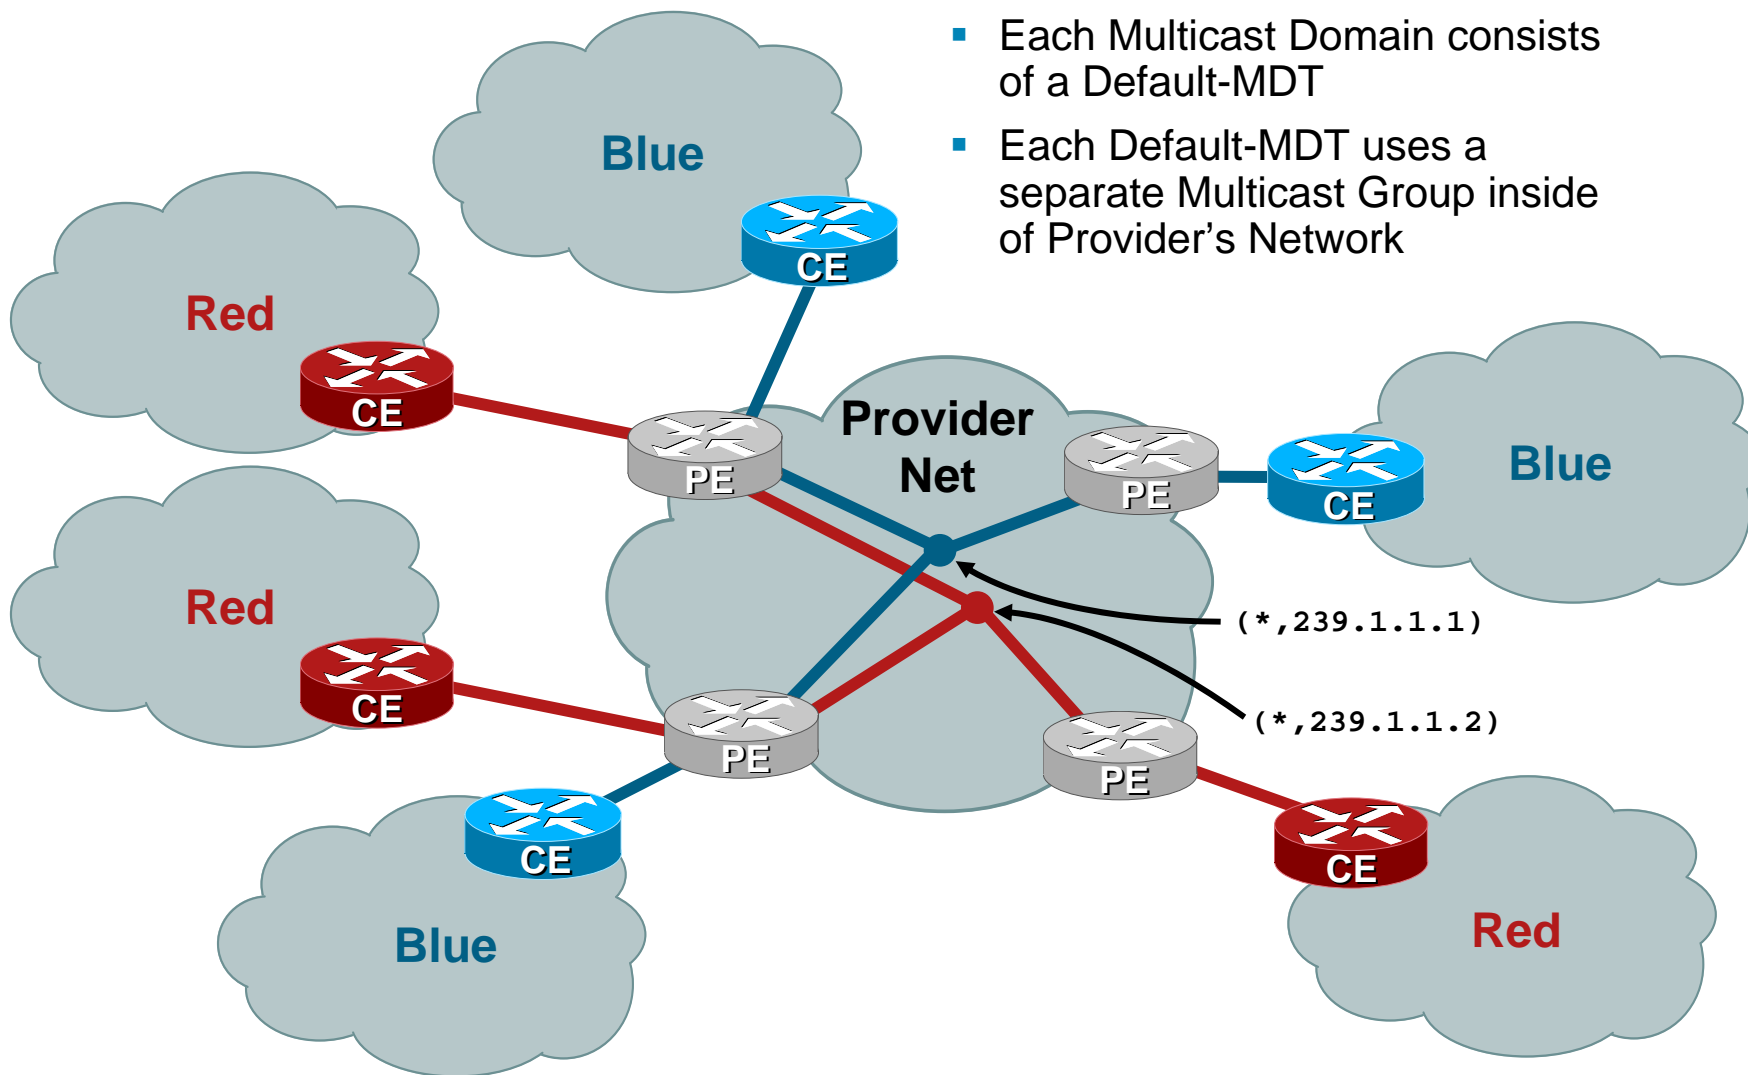 Each Multicast Domain consists
of a Default-MDT
Each Default-MDT uses a
separate Multicast Group inside
of Provider’s Network
Blue
CE
Red
CE
Provider
Net
PE
PE
CE
Blue
Red
CE
(*,239.1.1.1)
(*,239.1.1.2)
PE
PE
CE
CE
Blue
Red